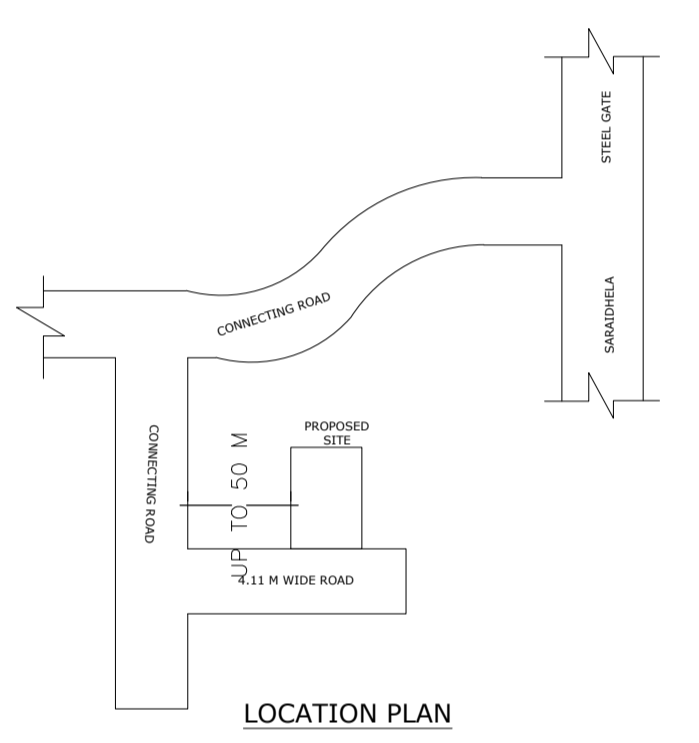 STEEL GATE
SARAIDHELA
CONNECTING ROAD
CONNECTING ROAD
PROPOSED
SITE
UP TO 50 M
4.11 M WIDE ROAD
LOCATION PLAN